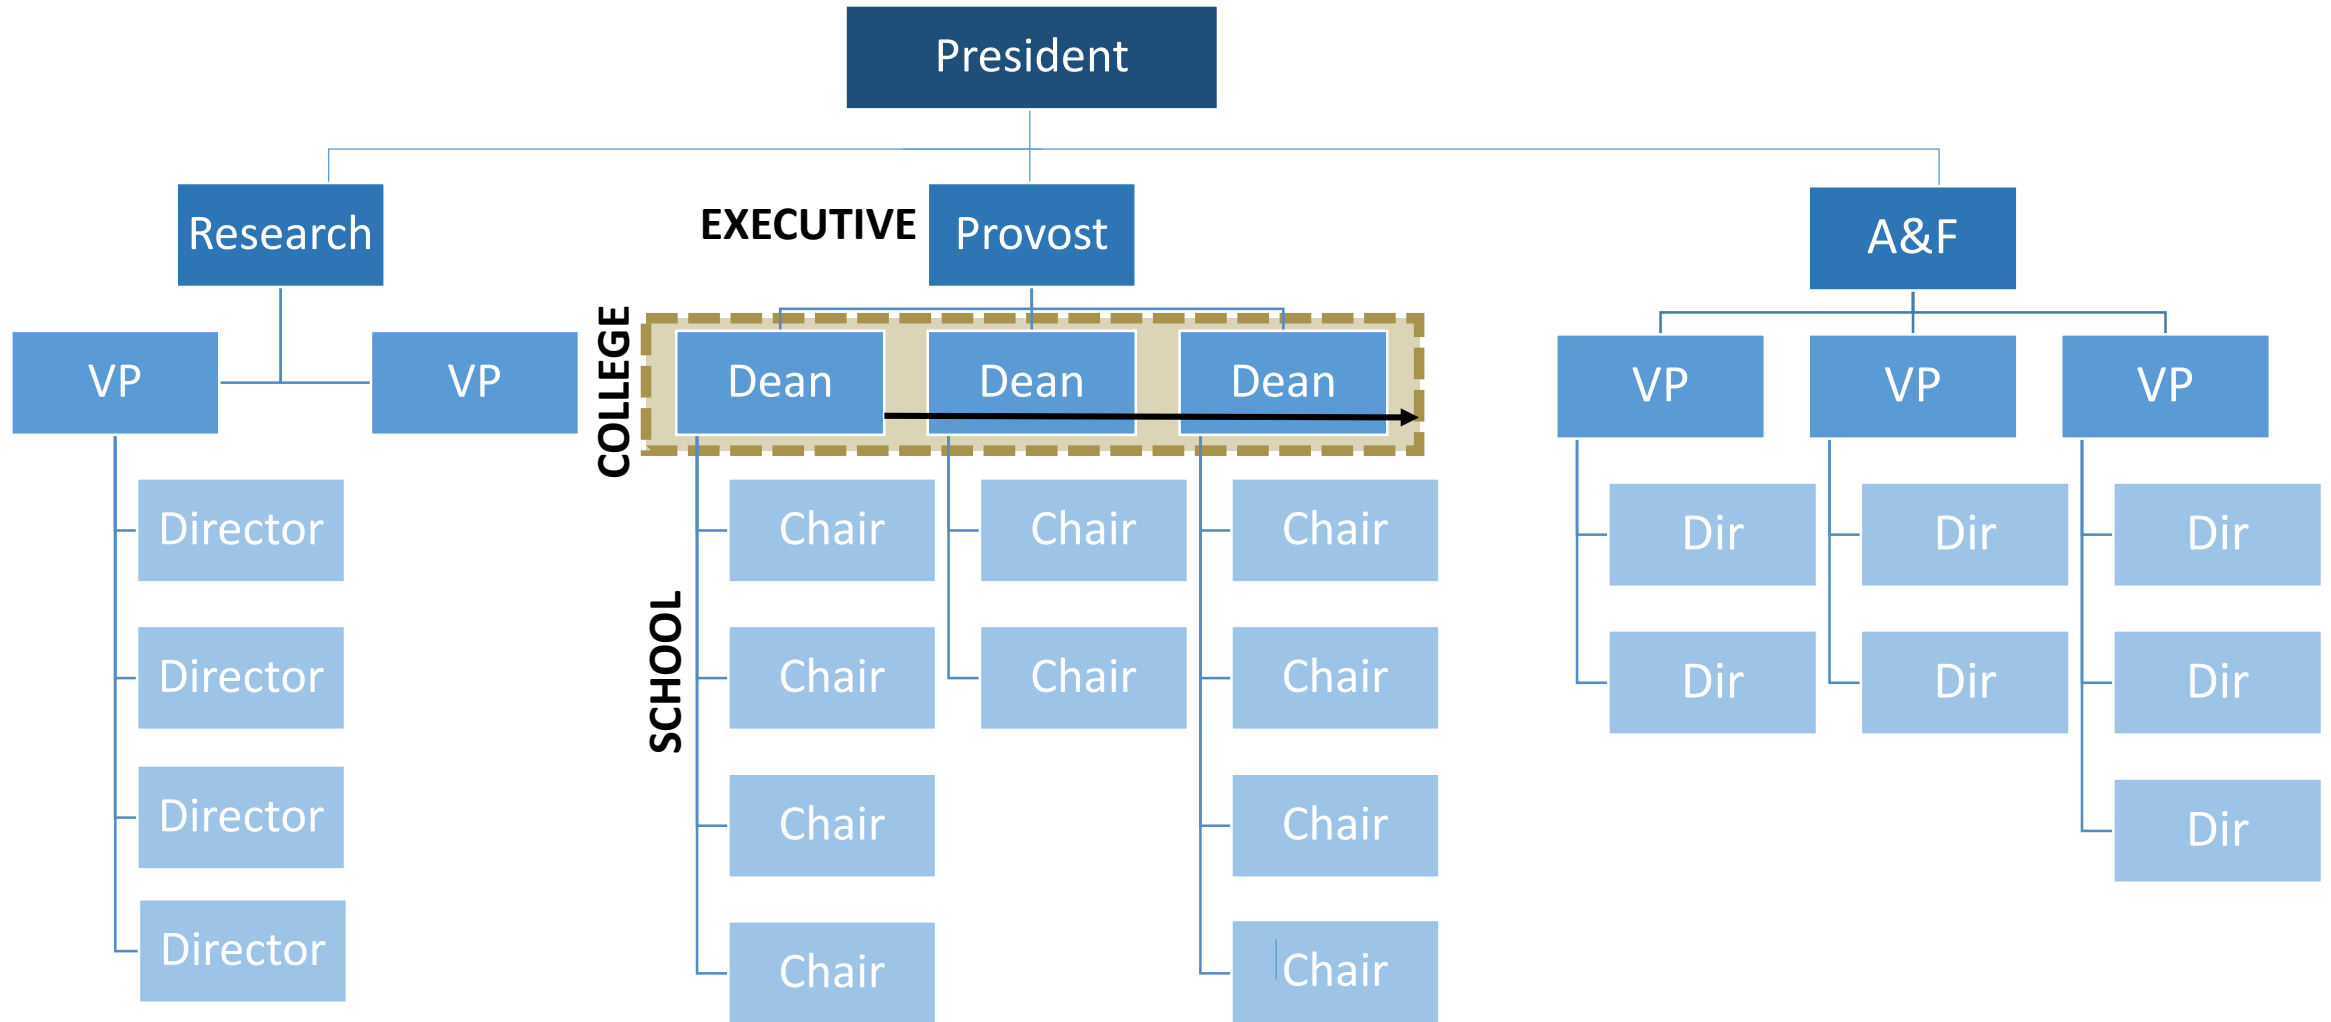 President
Research
EXECUTIVE
Provost
A&F
COLLEGE
VP
VP
Dean
Dean
Dean
VP
VP
VP
SCHOOL
Director
Chair
Chair
Chair
Dir
Dir
Dir
Director
Chair
Chair
Chair
Dir
Dir
Dir
Director
Chair
Chair
Dir
Director
Chair
Chair